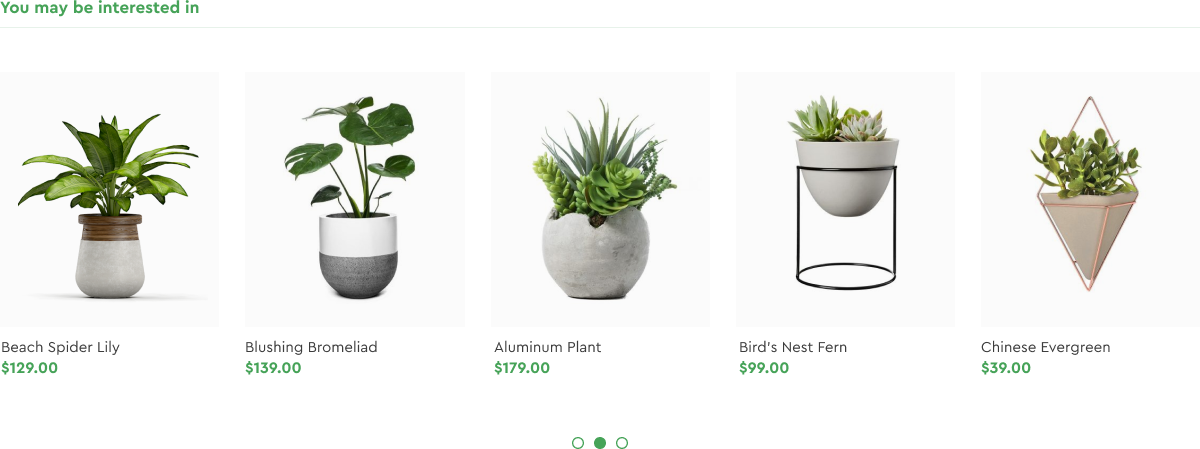 You may be interested in
Beach Spider Lily
$129.00
Blushing Bromeliad
$139.00
Aluminum Plant
$179.00
Bird's Nest Fern
$99.00
Chinese Evergreen
$39.00